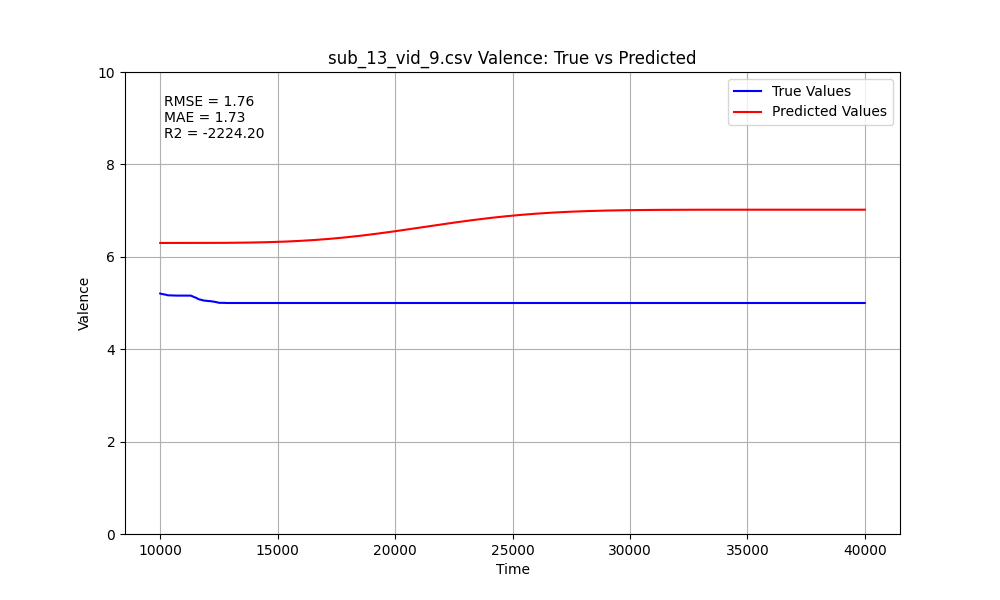 sub_13_vid_9.csv Valence: True vs Predicted
RMSE = 1.76
MAE = 1.73
R2 = -2224.20
True Values
Predicted Values
Valence
10
8
6
4
2
0
10000 15000 20000 25000 30000 35000 40000
Time